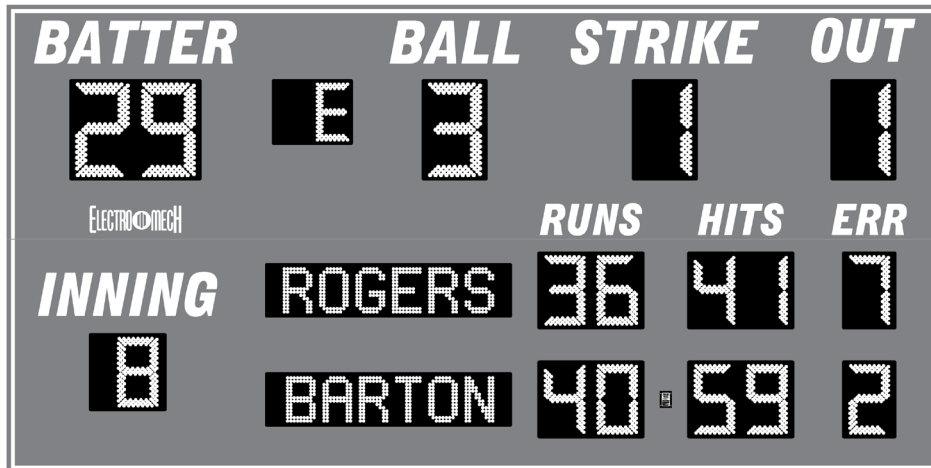 BATTER BALL STRIKE OUT
29 E 3 1 1
ELECTRO MECH
RUNS HITS ERR
INNING
ROGERS 36 41 7
8
BARTON 40 59 2